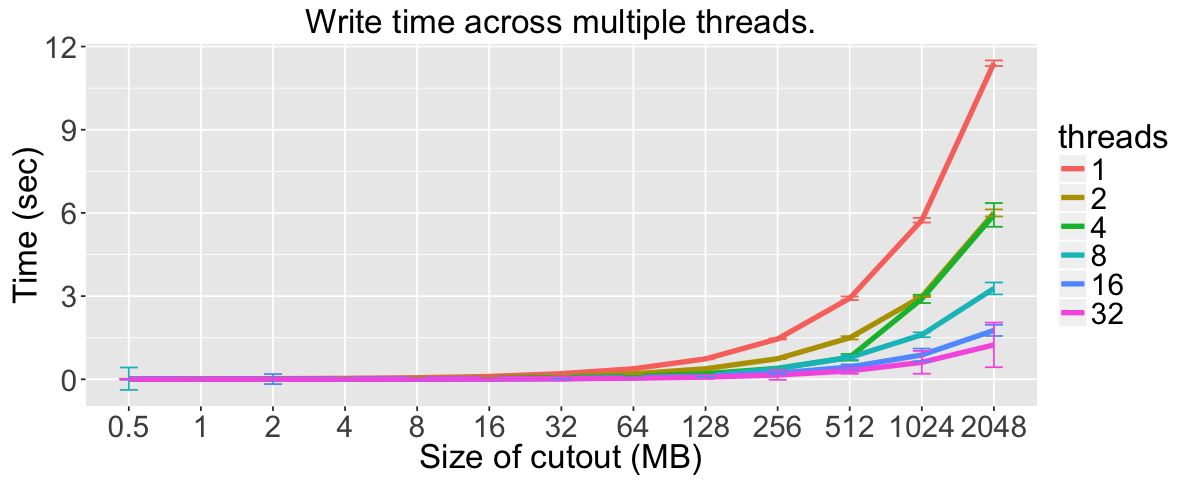 Write time across multiple threads.
Time (sec)
12
9
6
3
0
0.5 1 2 4 8 16 32 64 128 256 512 1024 2048
Size of cutout (MB)
threads
1
2
4
8
16
32